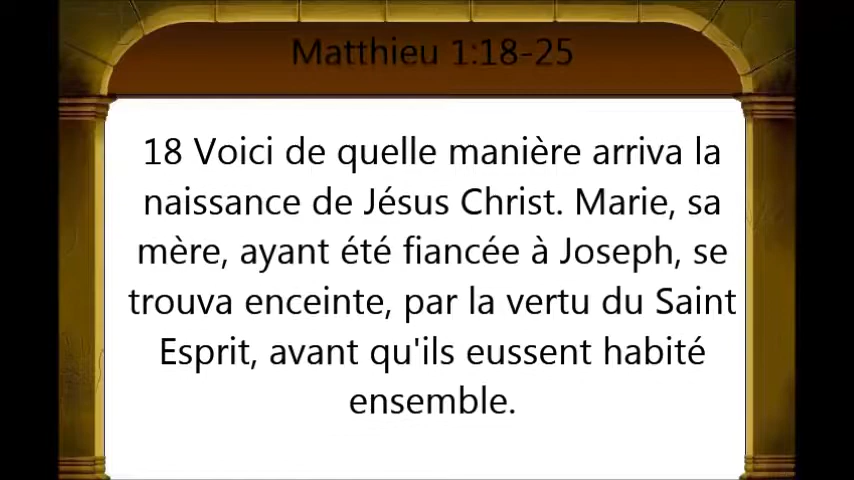 Matthieu 1:18-25
18 Voici de quelle manière arriva la
naissance de Jésus Christ. Marie, sa
mère, ayant été fiancée à Joseph, se
trouva enceinte, par la vertu du Saint
Esprit, avant qu'ils eussent habité
ensemble.